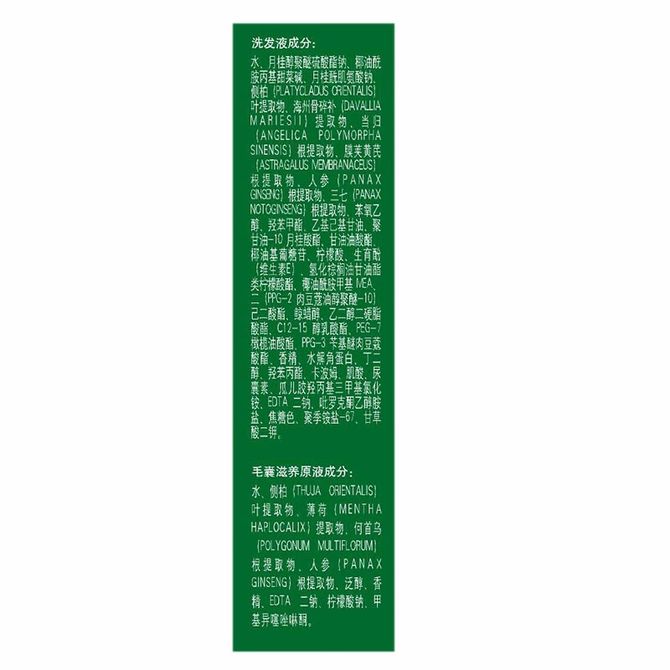 洗发液成分：
水、月桂醇聚醚硫酸酯钠、椰油酰
胺丙基甜菜碱、月桂酰肌氨酸钠、
侧柏（PLATYCLADUS ORIENTALIS）
叶提取物、海州骨碎补（DAVALLIA
MARIESII）提取物、当归
（ANGELICA POLYMORPHA
SINENSIS）根提取物、膜荚黄芪
（ASTRAGALUS MEMBRANACEUS）
根提取物、人参（PANAX
GINSENG）根提取物、三七（PANAX
NOTOGINSENG）根提取物、苯氧乙
醇、羟苯甲酯、乙基己基甘油、聚
甘油-10 月桂酸酯、甘油油酸酯、
椰油基葡糖苷、柠檬酸、生育酚
（维生素E）、氢化棕榈油甘油酯
类柠檬酸酯、椰油酰胺甲基 MEA、
二（PPG-2 肉豆蔻油醇聚醚-10）
己二酸酯、鲸蜡醇、乙二醇二硬脂
酸酯、C12-15 醇乳酸酯、PEG-7
橄榄油酸酯、PPG-3 苄基醚肉豆蔻
酸酯、香精、水解角蛋白、丁二
醇、羟苯丙酯、卡波姆、肌酸、尿
囊素、瓜儿胶羟丙基三甲基氯化
铵、EDTA 二钠、吡罗克酮乙醇胺
盐、焦糖色、聚季铵盐-67、甘草
酸二钾。
毛囊滋养原液成分：
水、侧柏（THUJA ORIENTALIS）
叶提取物、薄荷（MENTHA
HAPLOCALIX）提取物、何首乌
（POLYGONUM MULTIFLORUM）
根提取物、人参（PANAX
GINSENG）根提取物、泛醇、香
精、EDTA 二钠、柠檬酸钠、甲
基异噻唑啉酮。